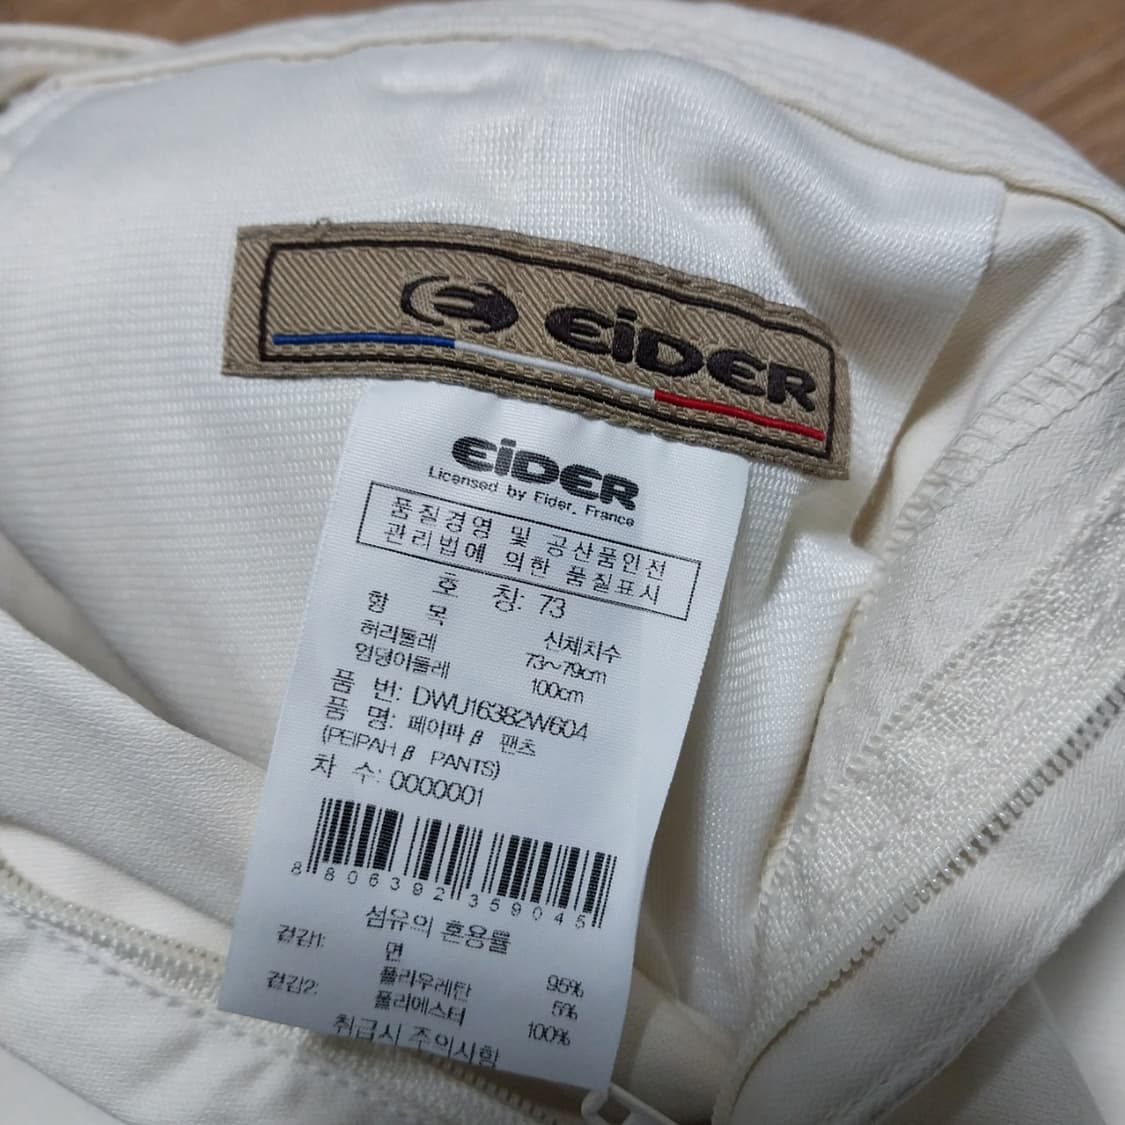 EiDER
EiDER
Licensed by Eider, France
품질경영 및 공산품안전
관리법에 의한 품질표시
호 칭: 73
항 목 신체치수
허리둘레 73~79cm
엉덩이둘레 100cm
품 번: DWU16382W604
품 명: 페이파 β 팬츠
(PEIPAH β PANTS)
차 수: 0000001
8 806392 359045
섬유의 혼용률
겉감1: 면 95%
폴리우레탄 5%
겉감2: 폴리에스터 100%
취급시 주의사항